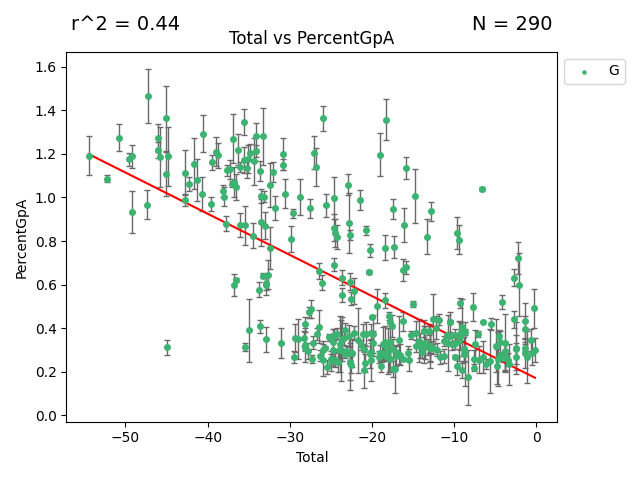 r^2 = 0.44
N = 290
Total vs PercentGpA
G
PercentGpA
1.6
1.4
1.2
1.0
0.8
0.6
0.4
0.2
0.0
−50 −40 −30 −20 −10 0
Total